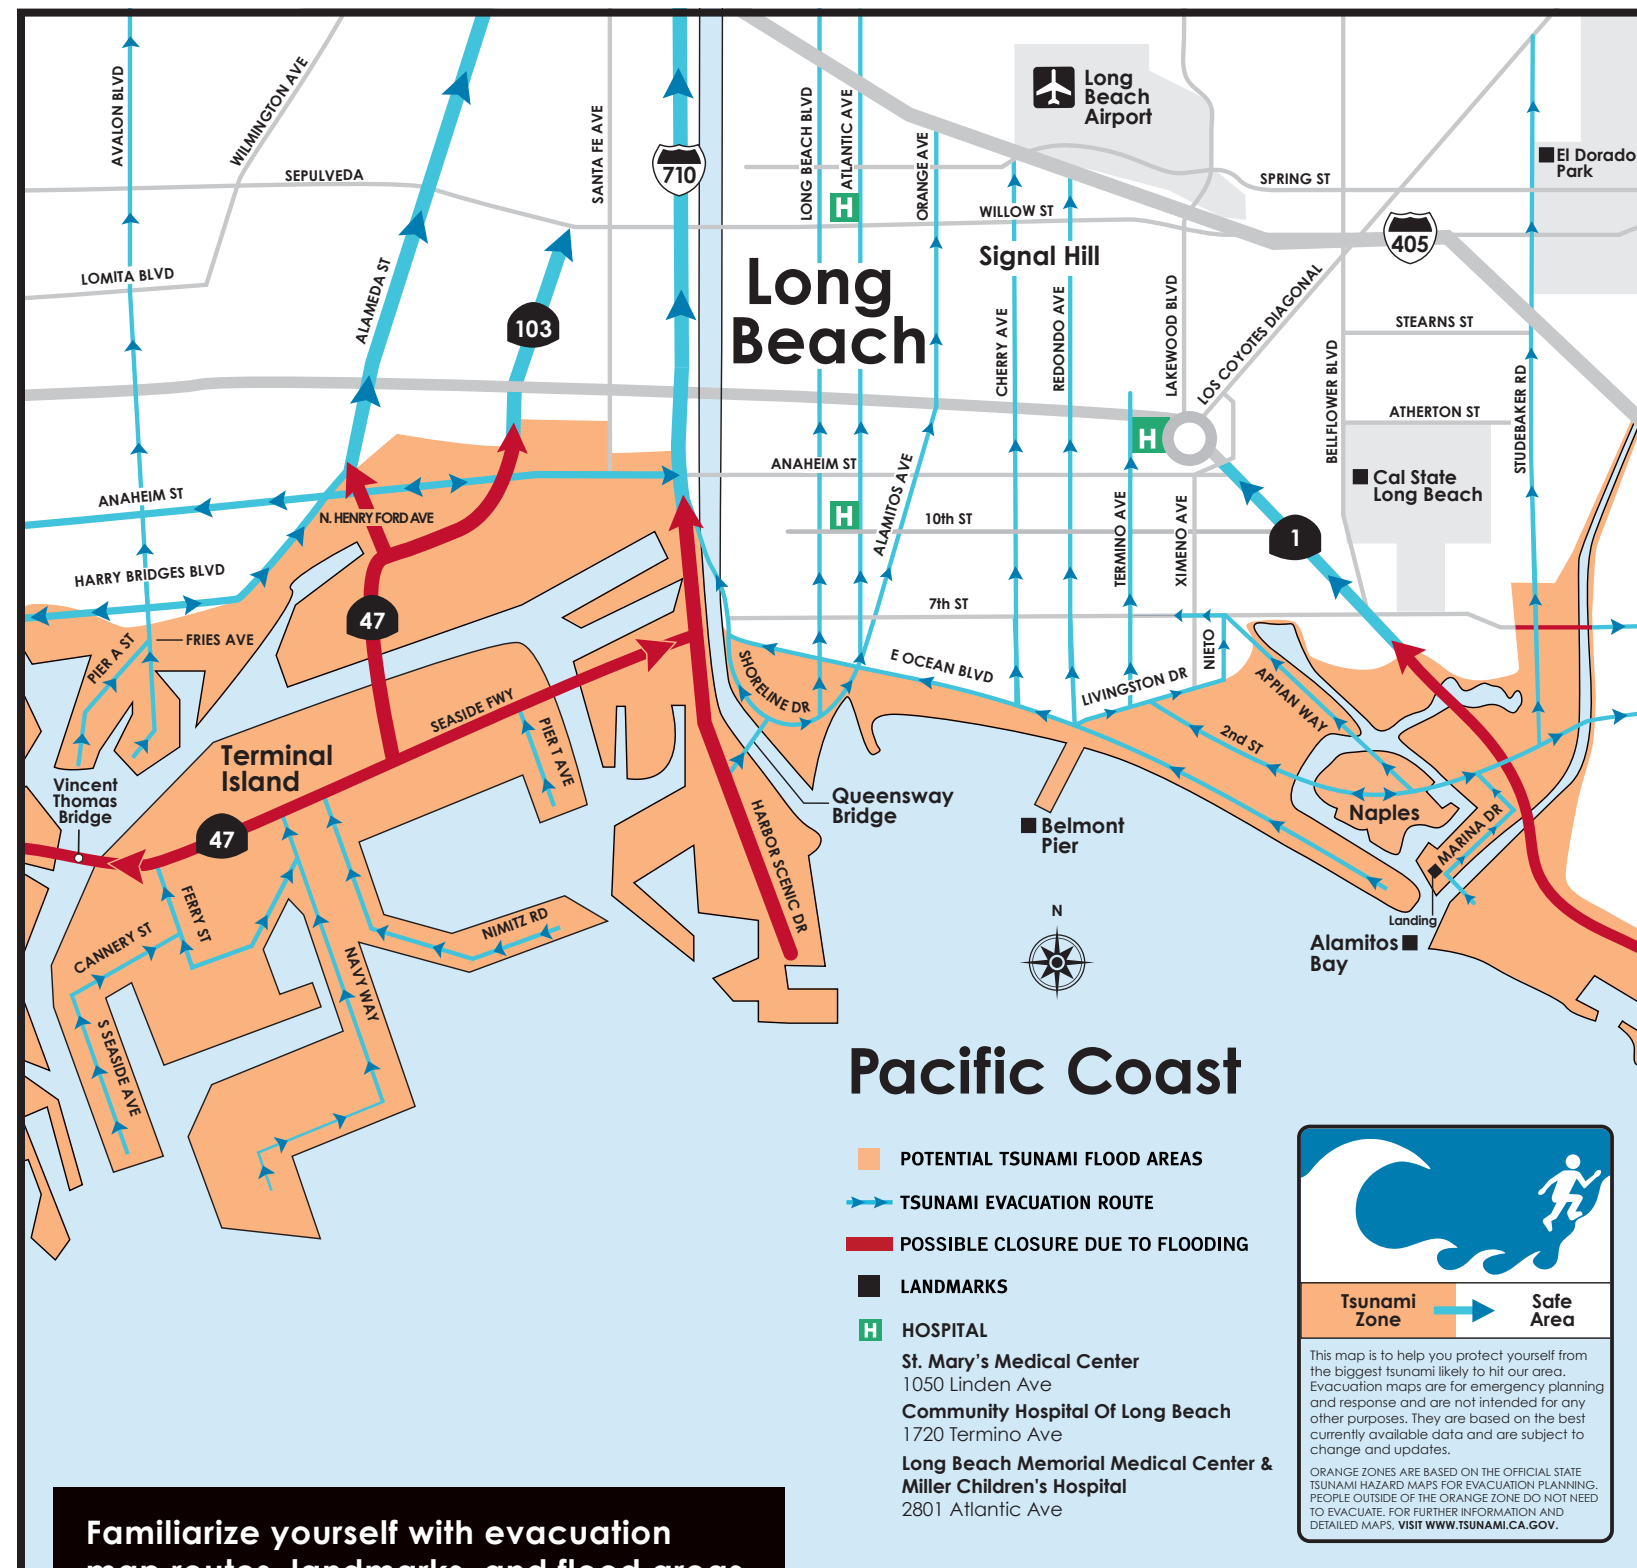 AVALON BLVD
WILMINGTON AVE
SEPULVEDA
LOMITA BLVD
ALAMEDA ST
103
SANTA FE AVE
710
LONG BEACH BLVD
ATLANTIC AVE
H
ORANGE AVE
Long
Beach
Airport
SPRING ST
WILLOW ST
Signal Hill
El Dorado
Park
405
Long
Beach
CHERRY AVE
REDONDO AVE
LAKEWOOD BLVD
LOS COYOTES DIAGONAL
STEARNS ST
BELLFLOWER BLVD
ATHERTON ST
STUDEBAKER RD
Cal State
Long Beach
H
ANAHEIM ST
ANAHEIM ST
N. HENRY FORD AVE
H
ALAMITOS AVE
10th ST
TERMINO AVE
XIMENO AVE
1
HARRY BRIDGES BLVD
47
7th ST
PIER A ST
FRIES AVE
SHORELINE DR
E OCEAN BLVD
LIVINGSTON DR
NIETO
APPIAN WAY
2nd ST
SEASIDE FWY
PIER T AVE
Terminal
Island
Vincent
Thomas
Bridge
47
HARBOR SCENIC DR
Queensway
Bridge
Belmont
Pier
Naples
MARINA DR
Landing
Alamitos
Bay
FERRY ST
CANNERY ST
S SEASIDE AVE
NAVY WAY
NIMITZ RD
N
Pacific Coast
POTENTIAL TSUNAMI FLOOD AREAS
TSUNAMI EVACUATION ROUTE
POSSIBLE CLOSURE DUE TO FLOODING
LANDMARKS
H HOSPITAL
St. Mary's Medical Center
1050 Linden Ave
Community Hospital Of Long Beach
1720 Termino Ave
Long Beach Memorial Medical Center &
Miller Children's Hospital
2801 Atlantic Ave
Tsunami
Zone
Safe
Area
This map is to help you protect yourself from
the biggest tsunami likely to hit our area.
Evacuation maps are for emergency planning
and response and are not intended for any
other purposes. They are based on the best
currently available data and are subject to
change and updates.
ORANGE ZONES ARE BASED ON THE OFFICIAL STATE
TSUNAMI HAZARD MAPS FOR EVACUATION PLANNING.
PEOPLE OUTSIDE OF THE ORANGE ZONE DO NOT NEED
TO EVACUATE. FOR FURTHER INFORMATION AND
DETAILED MAPS, VISIT WWW.TSUNAMI.CA.GOV.
Familiarize yourself with evacuation
map routes, landmarks, and flood areas